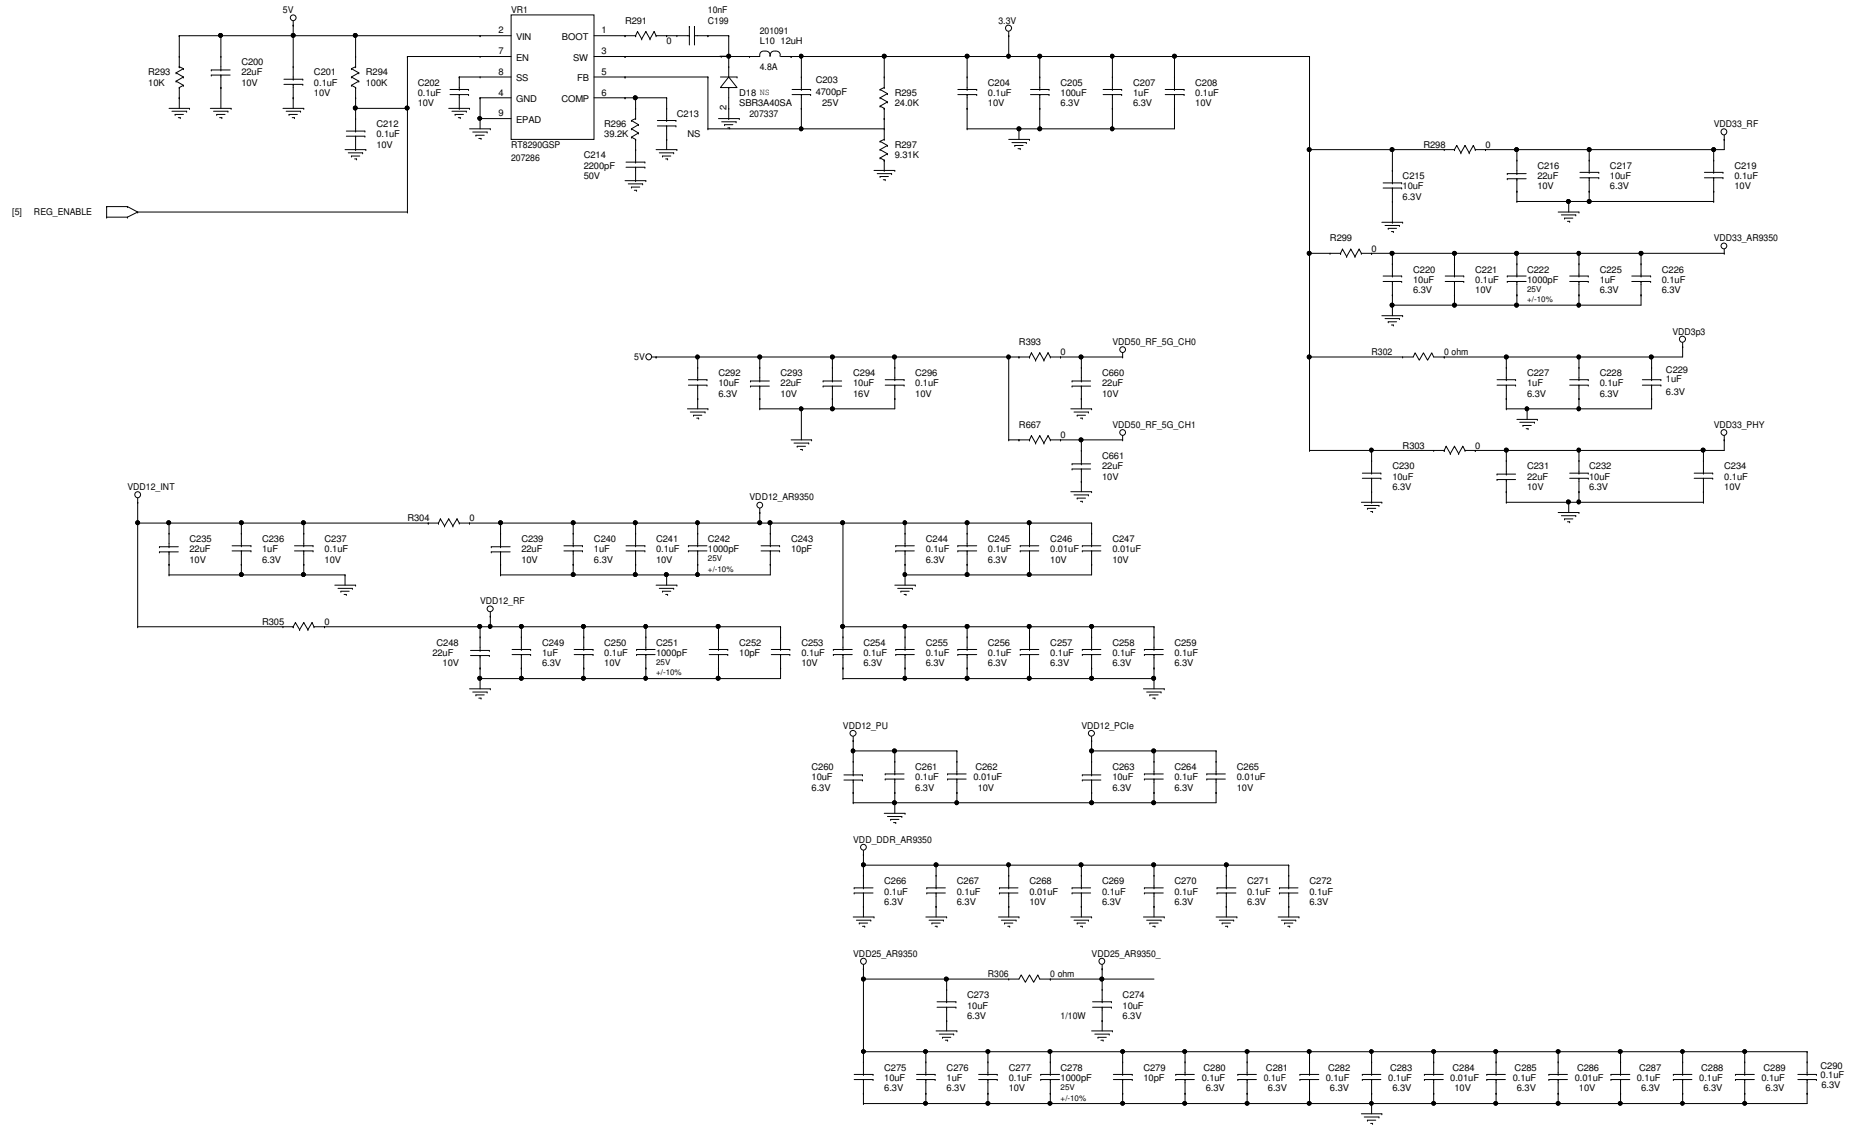 5V
R293
10K
C200
22uF
10V
C201
0.1uF
10V
R294
100K
C202
0.1uF
10V
C212
0.1uF
10V
[5] REG_ENABLE
VR1
2 VIN BOOT 1
7 EN SW 3
8 SS FB 5
4 GND COMP 6
9 EPAD
RT8290GSP
207286
R291
0
10nF
C199
201091
L10 12uH
4.8A
D18 NS
SBR3A40SA
207337
2
C203
4700pF
25V
R296
39.2K
C213
NS
C214
2200pF
50V
R295
24.0K
R297
9.31K
3.3V
C204
0.1uF
10V
C205
100uF
6.3V
C207
1uF
6.3V
C208
0.1uF
10V
VDD33_RF
R298 0
C215
10uF
6.3V
C216
22uF
10V
C217
10uF
6.3V
C219
0.1uF
10V
VDD33_AR9350
R299
0
C220
10uF
6.3V
C221
0.1uF
10V
C222
1000pF
25V
+/-10%
C225
1uF
6.3V
C226
0.1uF
6.3V
VDD3p3
R302 0 ohm
C227
1uF
6.3V
C228
0.1uF
6.3V
C229
1uF
6.3V
VDD33_PHY
R303 0
C230
10uF
6.3V
C231
22uF
10V
C232
10uF
6.3V
C234
0.1uF
10V
5V
C292
10uF
6.3V
C293
22uF
10V
C294
10uF
16V
C296
0.1uF
10V
R393
0
VDD50_RF_5G_CH0
C660
22uF
10V
R667
0
VDD50_RF_5G_CH1
C661
22uF
10V
VDD12_INT
C235
22uF
10V
C236
1uF
6.3V
C237
0.1uF
10V
R304 0
VDD12_AR9350
C239
22uF
10V
C240
1uF
6.3V
C241
0.1uF
10V
C242
1000pF
25V
+/-10%
C243
10pF
C244
0.1uF
6.3V
C245
0.1uF
6.3V
C246
0.01uF
10V
C247
0.01uF
10V
R305 0
VDD12_RF
C248
22uF
10V
C249
1uF
6.3V
C250
0.1uF
10V
C251
1000pF
25V
+/-10%
C252
10pF
C253
0.1uF
10V
C254
0.1uF
6.3V
C255
0.1uF
6.3V
C256
0.1uF
6.3V
C257
0.1uF
6.3V
C258
0.1uF
6.3V
C259
0.1uF
6.3V
VDD12_PU
C260
10uF
6.3V
C261
0.1uF
6.3V
C262
0.01uF
10V
VDD12_PCIe
C263
10uF
6.3V
C264
0.1uF
6.3V
C265
0.01uF
10V
VDD_DDR_AR9350
C266
0.1uF
6.3V
C267
0.1uF
6.3V
C268
0.01uF
10V
C269
0.1uF
6.3V
C270
0.1uF
6.3V
C271
0.1uF
6.3V
C272
0.1uF
6.3V
VDD25_AR9350
R306 0 ohm
VDD25_AR9350_
C273
10uF
6.3V
1/10W
C274
10uF
6.3V
C275
10uF
6.3V
C276
1uF
6.3V
C277
0.1uF
10V
C278
1000pF
25V
+/-10%
C279
10pF
C280
0.1uF
6.3V
C281
0.1uF
6.3V
C282
0.1uF
6.3V
C283
0.1uF
6.3V
C284
0.01uF
10V
C285
0.1uF
6.3V
C286
0.01uF
10V
C287
0.1uF
6.3V
C288
0.1uF
6.3V
C289
0.1uF
6.3V
C290
0.1uF
6.3V